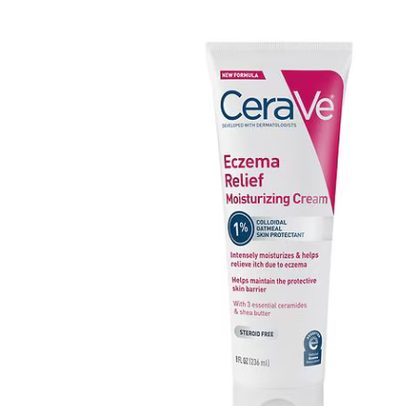 NEW FORMULA
CeraVe®
DEVELOPED WITH DERMATOLOGISTS
Eczema
Relief
Moisturizing Cream
1% COLLOIDAL
OATMEAL
SKIN PROTECTANT
Intensely moisturizes & helps
relieve itch due to eczema
Helps maintain the protective
skin barrier
With 3 essential ceramides
& shea butter
STEROID FREE
8 FL OZ (236 ml)